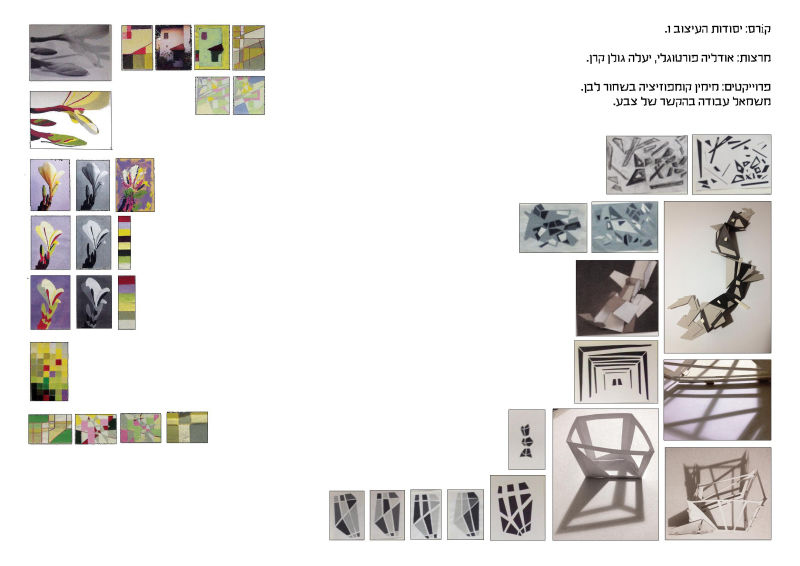 קורס: יסודות העיצוב ו.
מרצות: אודליה פורטוגלי, יעלה גולן קרן.
פרוייקטים: מימין קומפוזיציה בשחור לבן.
משמאל עבודה בהקשר של צבע.